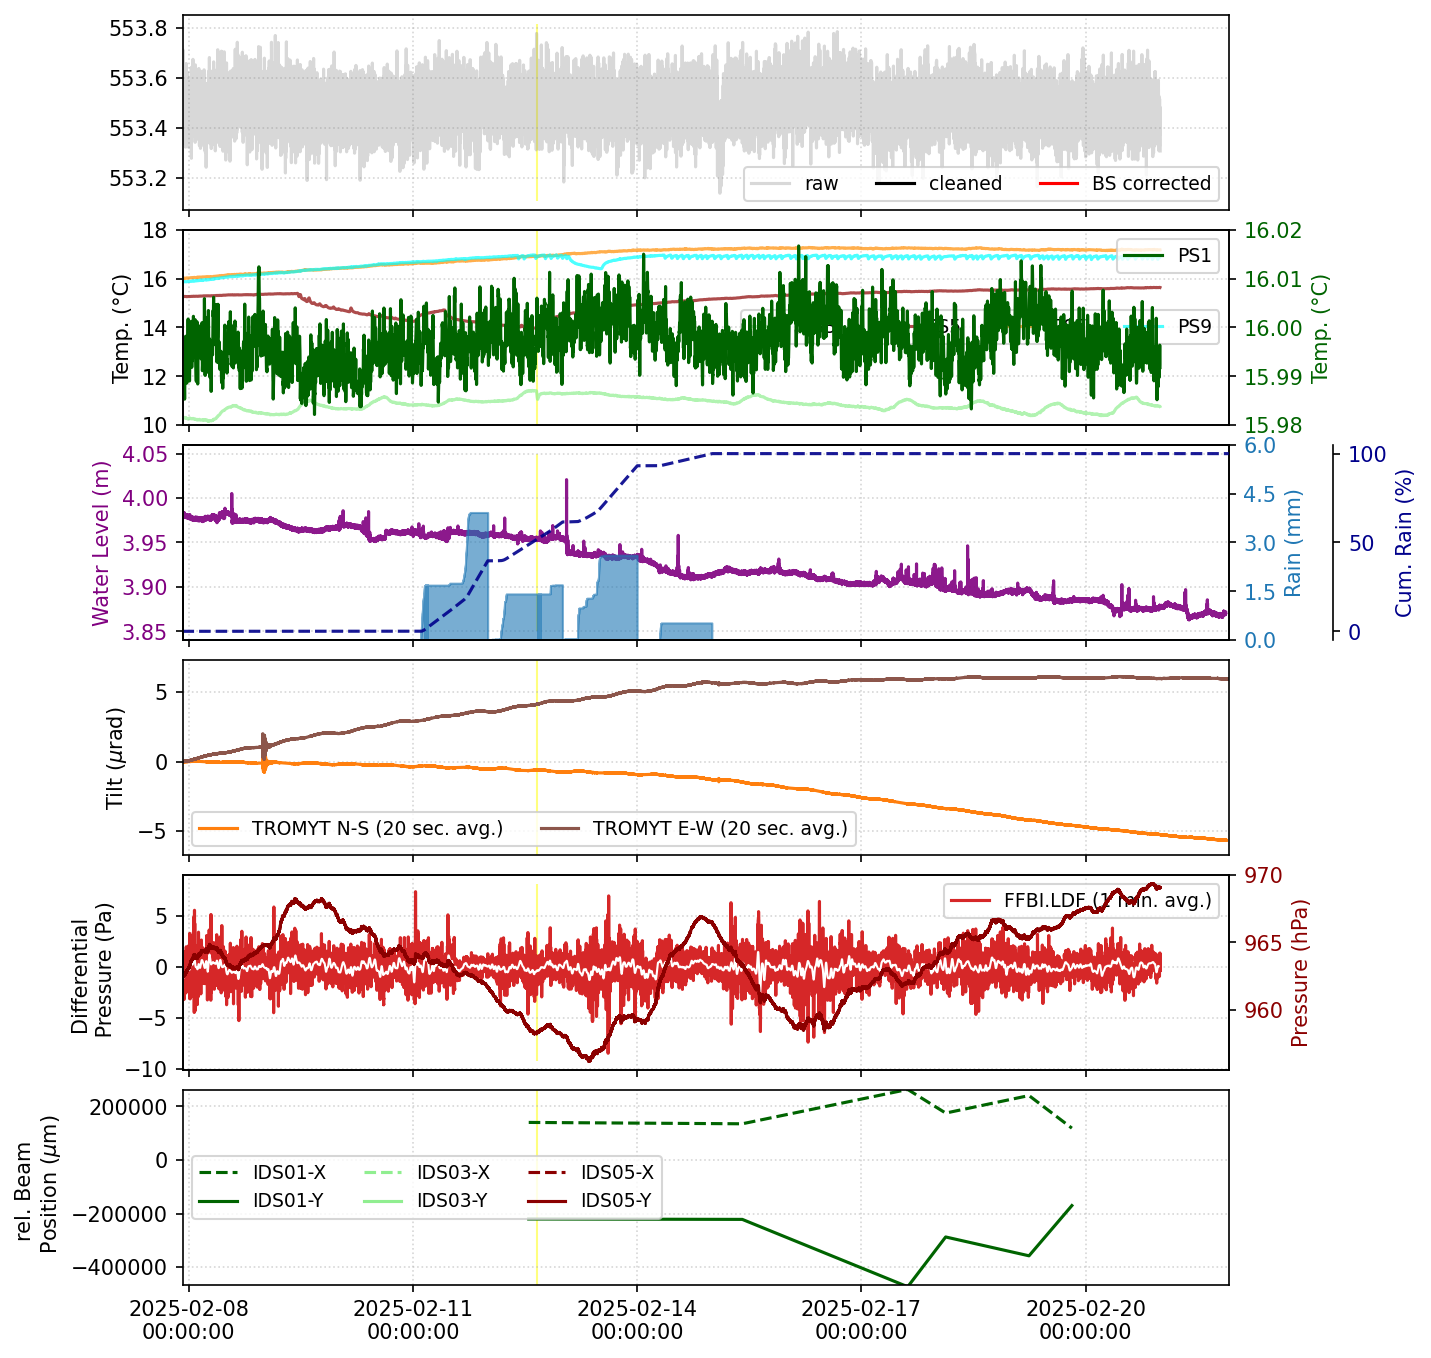 553.8
553.6
553.4
553.2
raw cleaned BS corrected
18
16
14
12
10
Temp. (°C)
PS1
PS9
16.02
16.01
16.00
15.99
15.98
Temp. (°C)
4.05
4.00
3.95
3.90
3.85
Water Level (m)
6.0
4.5
3.0
1.5
0.0
Rain (mm)
100
50
0
Cum. Rain (%)
5
0
−5
Tilt (μrad)
TROMYT N-S (20 sec. avg.) TROMYT E-W (20 sec. avg.)
5
0
−5
−10
Differential
Pressure (Pa)
FFBI.LDF (1 min. avg.)
970
965
960
Pressure (hPa)
200000
0
−200000
−400000
rel. Beam
Position (μm)
IDS01-X IDS03-X IDS05-X
IDS01-Y IDS03-Y IDS05-Y
2025-02-08 2025-02-11 2025-02-14 2025-02-17 2025-02-20
00:00:00 00:00:00 00:00:00 00:00:00 00:00:00